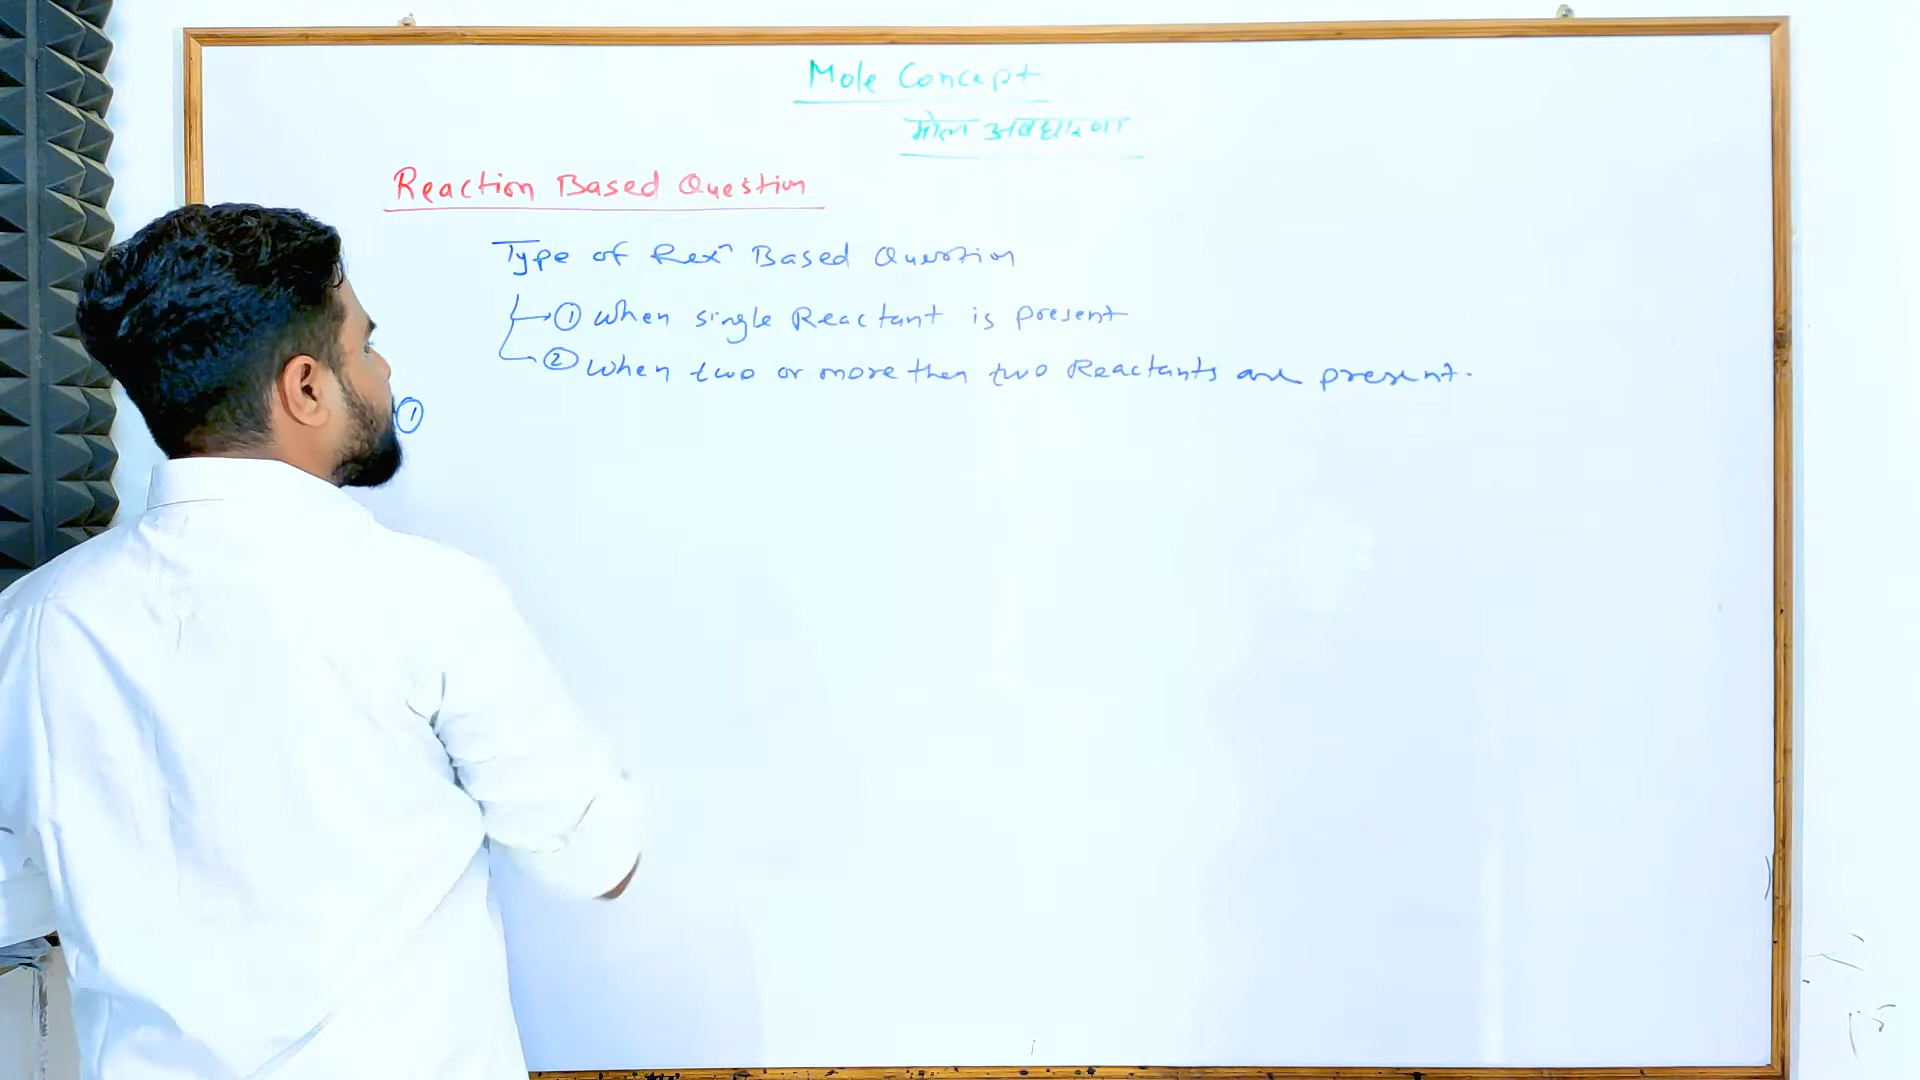 Mole Concept
मोल अवधारणा
Reaction Based Question
Type of Rexⁿ Based Question
① When single Reactant is present
② When two or more then two Reactants are present.
①